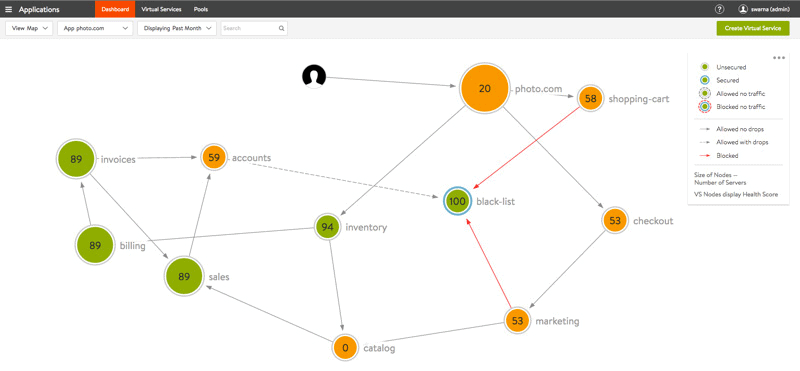 Applications
Dashboard
Virtual Services
Pools
?
swarna (admin)
View Map
App photo.com
Displaying Past Month
Search
Create Virtual Service
20
photo.com
58
shopping-cart
89
invoices
59
accounts
100
black-list
94
inventory
53
checkout
89
billing
89
sales
53
marketing
0
catalog
Unsecured
Secured
Allowed no traffic
Blocked no traffic
Allowed no drops
Allowed with drops
Blocked
Size of Nodes —
Number of Servers
VS Nodes display Health Score